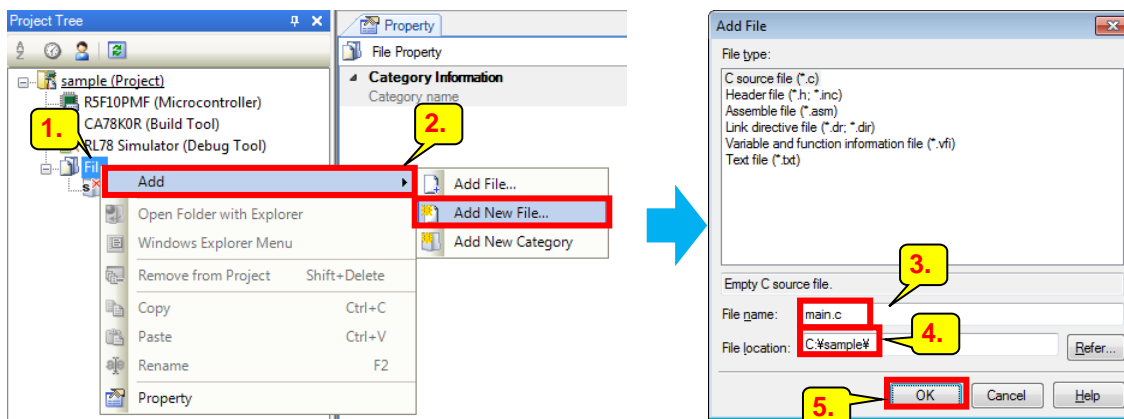 Project Tree
sample (Project)
R5F10PMF (Microcontroller)
CA78K0R (Build Tool)
RL78 Simulator (Debug Tool)
Fil
1.
Property
File Property
Category Information
Category name
2.
Add
Open Folder with Explorer
Windows Explorer Menu
Remove from Project Shift+Delete
Copy Ctrl+C
Paste Ctrl+V
Rename F2
Property
Add File...
Add New File...
Add New Category
Add File
File type:
C source file (*.c)
Header file (*.h; *.inc)
Assemble file (*.asm)
Link directive file (*.dr; *.dir)
Variable and function information file (*.vfi)
Text file (*.txt)
Empty C source file.
3.
File name: main.c
File location: C:¥sample¥
4.
Refer...
5.
OK Cancel Help